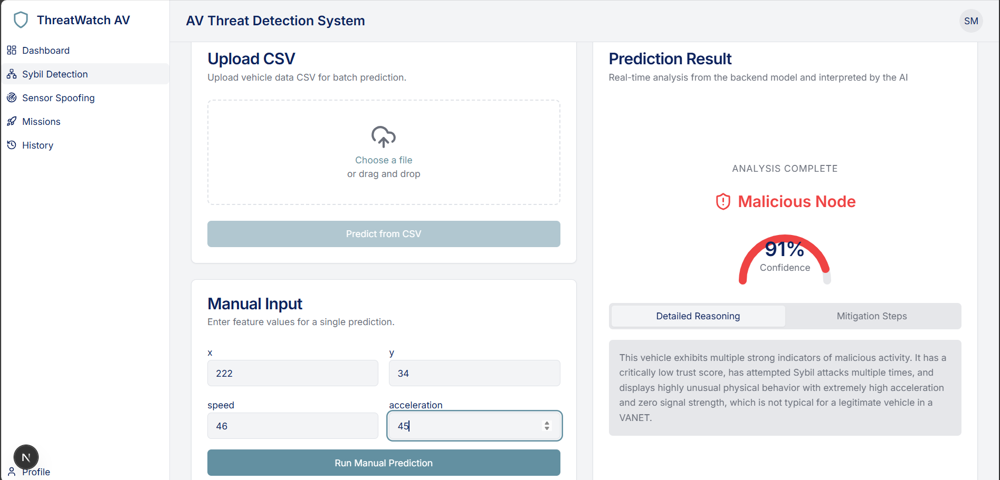 ThreatWatch AV
Dashboard
Sybil Detection
Sensor Spoofing
Missions
History
N
Profile
AV Threat Detection System
SM
Upload CSV
Upload vehicle data CSV for batch prediction.
Choose a file
or drag and drop
Predict from CSV
Manual Input
Enter feature values for a single prediction.
x
y
222
34
speed
acceleration
46
45
Run Manual Prediction
Prediction Result
Real-time analysis from the backend model and interpreted by the AI
ANALYSIS COMPLETE
Malicious Node
91%
Confidence
Detailed Reasoning
Mitigation Steps
This vehicle exhibits multiple strong indicators of malicious activity. It has a
critically low trust score, has attempted Sybil attacks multiple times, and
displays highly unusual physical behavior with extremely high acceleration
and zero signal strength, which is not typical for a legitimate vehicle in a
VANET.